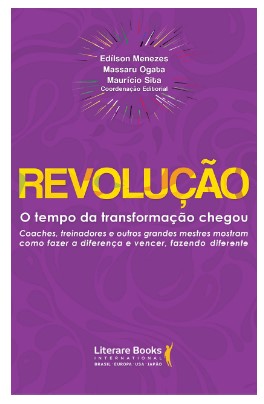 Edílson Menezes
Massaru Ogata
Maurício Sita
Coordenação Editorial
REVOLUÇÃO
O tempo da transformação chegou
Coaches, treinadores e outros grandes mestres mostram
como fazer a diferença e vencer, fazendo diferente
Literare Books
INTERNATIONAL
BRASIL EUROPA USA JAPÃO